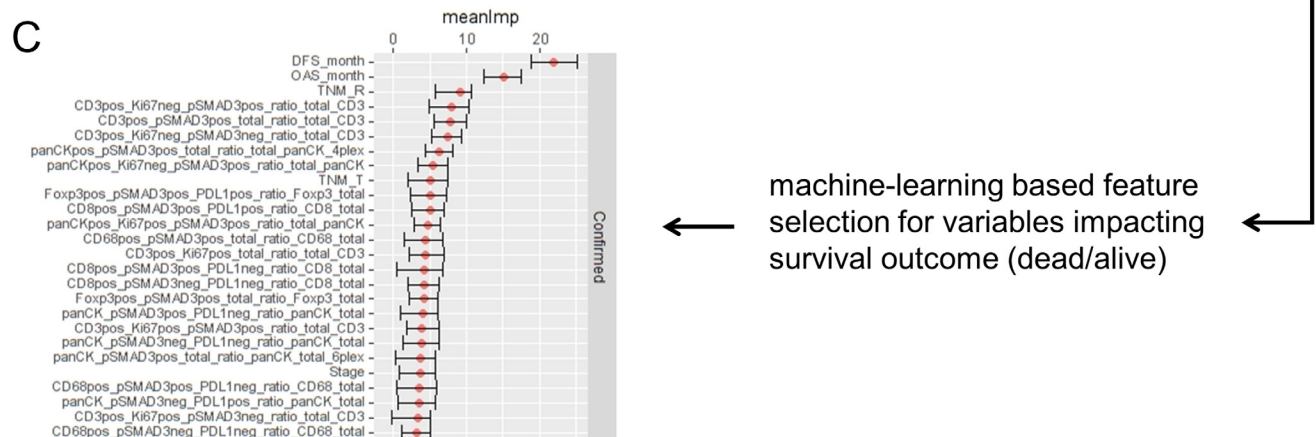 C
meanImp
0 10 20
DFS_month
OAS_month
TNM_R
CD3pos_Ki67neg_pSMAD3pos_ratio_total_CD3
CD3pos_pSMAD3pos_total_ratio_total_CD3
CD3pos_Ki67neg_pSMAD3neg_ratio_total_CD3
panCKpos_pSMAD3pos_total_ratio_total_panCK_4plex
panCKpos_Ki67neg_pSMAD3pos_ratio_total_panCK
TNM_T
Foxp3pos_pSMAD3pos_PDL1pos_ratio_Foxp3_total
CD8pos_pSMAD3pos_PDL1pos_ratio_CD8_total
panCKpos_Ki67pos_pSMAD3pos_ratio_total_panCK
CD68pos_pSMAD3pos_total_ratio_CD68_total
CD3pos_Ki67pos_total_ratio_total_CD3
CD8pos_pSMAD3pos_PDL1neg_ratio_CD8_total
CD8pos_pSMAD3neg_PDL1neg_ratio_CD8_total
Foxp3pos_pSMAD3pos_total_ratio_Foxp3_total
panCK_pSMAD3pos_PDL1neg_ratio_panCK_total
CD3pos_Ki67pos_pSMAD3pos_ratio_total_CD3
panCK_pSMAD3neg_PDL1neg_ratio_panCK_total
panCK_pSMAD3pos_total_ratio_panCK_total_6plex
Stage
CD68pos_pSMAD3pos_PDL1neg_ratio_CD68_total
panCK_pSMAD3neg_PDL1pos_ratio_panCK_total
CD3pos_Ki67pos_pSMAD3neg_ratio_total_CD3
CD68pos_pSMAD3neg_PDL1neg_ratio_CD68_total
Confirmed
machine-learning based feature
selection for variables impacting
survival outcome (dead/alive)